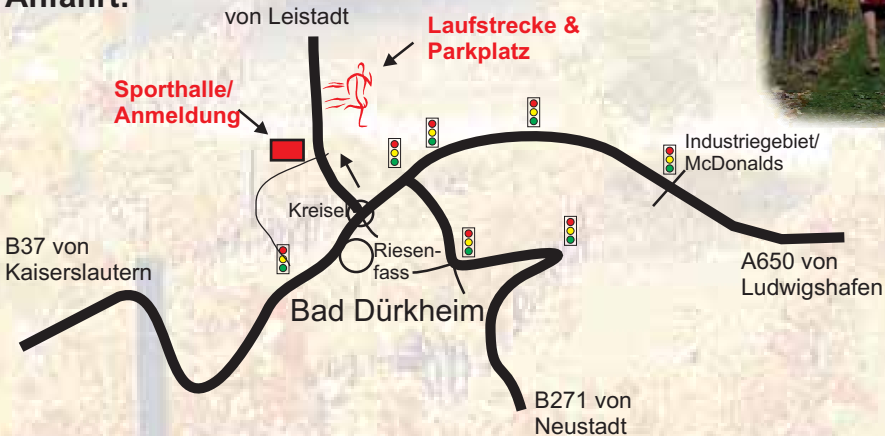 Anfahrt:
von Leistadt
Laufstrecke &
Parkplatz
Sporthalle/
Anmeldung
Industriegebiet/
McDonalds
Kreisel
B37 von
Kaiserslautern
Riesen-
fass
A650 von
Ludwigshafen
Bad Dürkheim
B271 von
Neustadt